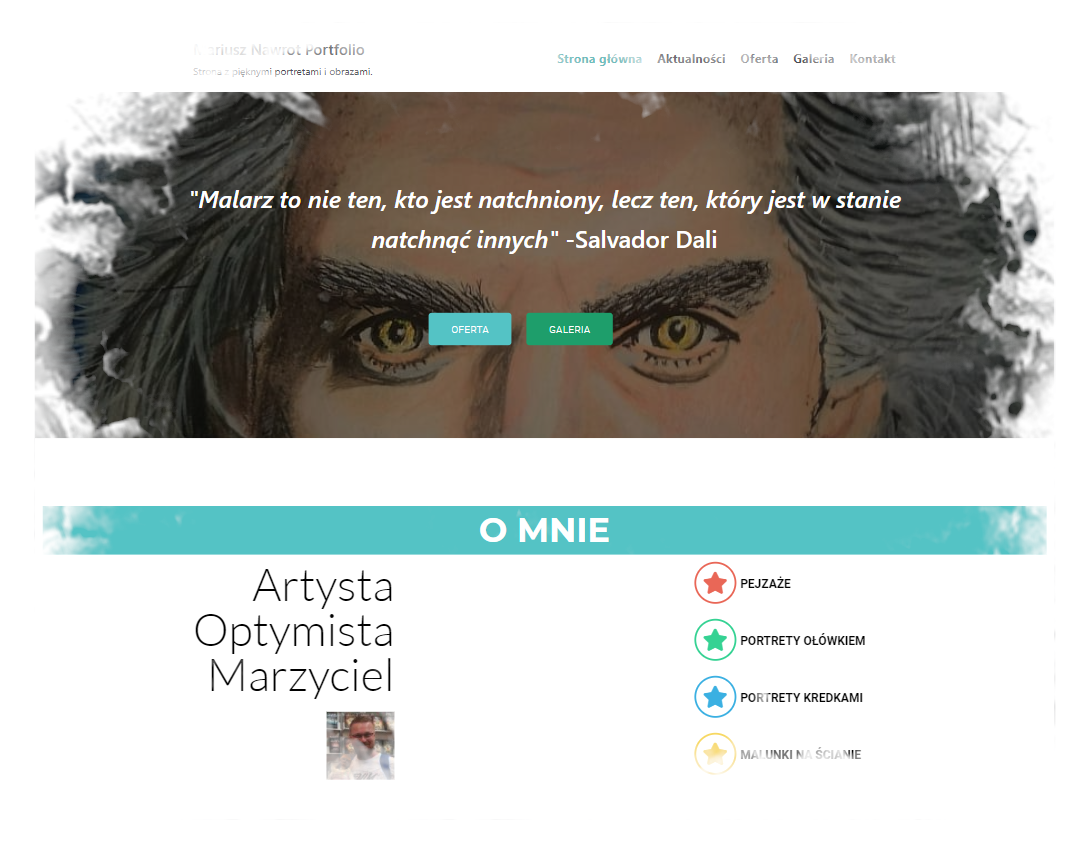 Mariusz Nawrot Portfolio
Strona z pięknymi portretami i obrazami.
Strona główna Aktualności Oferta Galeria Kontakt
"Malarz to nie ten, kto jest natchniony, lecz ten, który jest w stanie
natchnąć innych" -Salvador Dali
OFERTA GALERIA
O MNIE
Artysta
Optymista
Marzyciel
PEJZAŻE
PORTRETY OŁÓWKIEM
PORTRETY KREDKAMI
MALUNKI NA ŚCIANIE